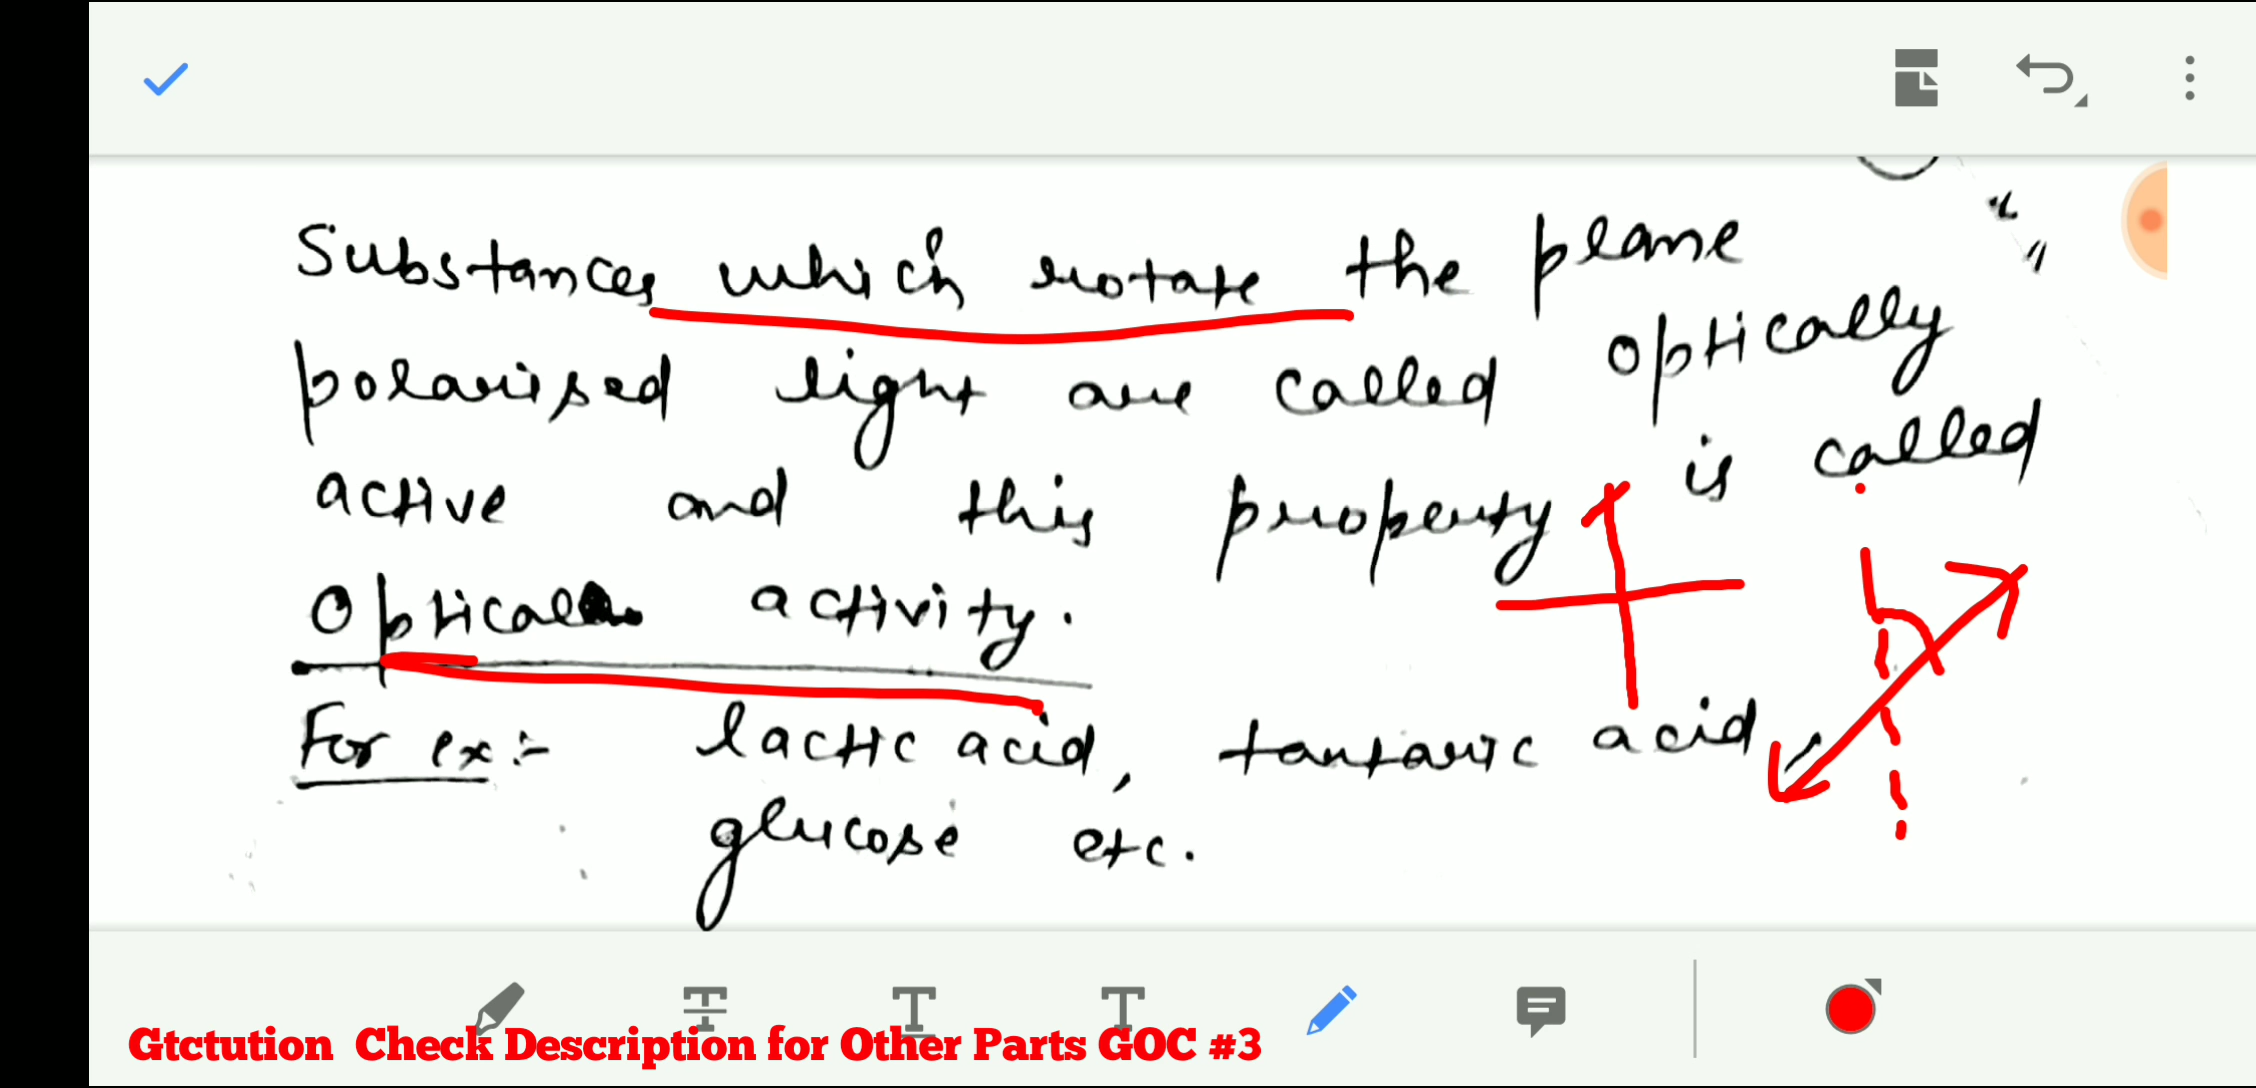 Substances which rotate the plane
polarised light are called optically
active and this property is called
Optical activity.
For ex:- lactic acid, tartaric acid,
glucose etc.
Gtctution Check Description for Other Parts GOC #3